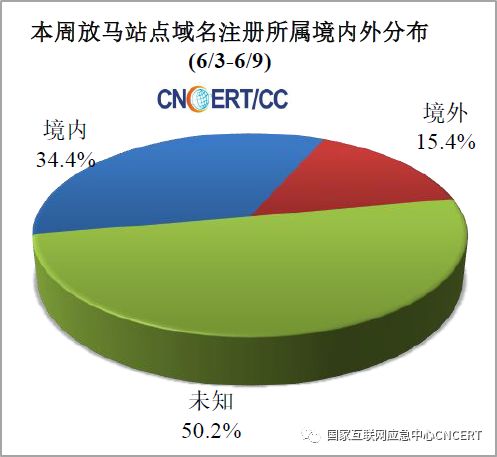 本周放马站点域名注册所属境内外分布
(6/3-6/9)
CNCERT/CC
境内
34.4%
境外
15.4%
未知
50.2%
国家互联网应急中心CNCERT